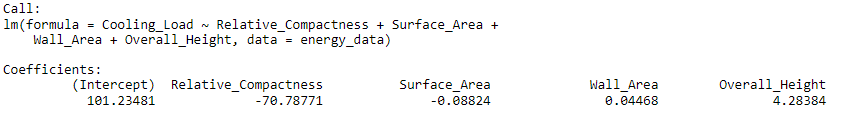 Call:
lm(formula = Cooling_Load ~ Relative_Compactness + Surface_Area +
    Wall_Area + Overall_Height, data = energy_data)
Coefficients:
         (Intercept)  Relative_Compactness          Surface_Area             Wall_Area        Overall_Height
           101.23481             -70.78771              -0.08824               0.04468               4.28384